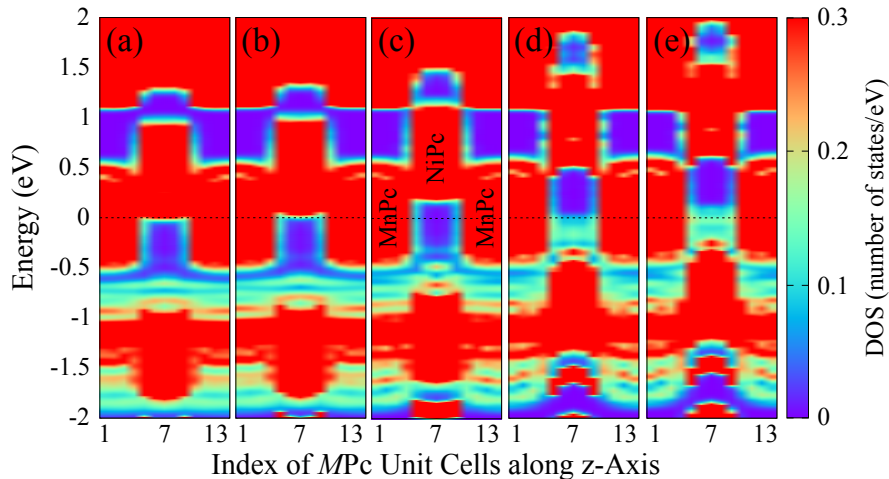 (a) (b) (c) (d) (e)
2
1.5
1
0.5
0
-0.5
-1
-1.5
-2
Energy (eV)
MnPc
NiPc
MnPc
1 7 13 1 7 13 1 7 13 1 7 13 1 7 13
Index of MPc Unit Cells along z-Axis
0.3
0.2
0.1
0
DOS (number of states/eV)